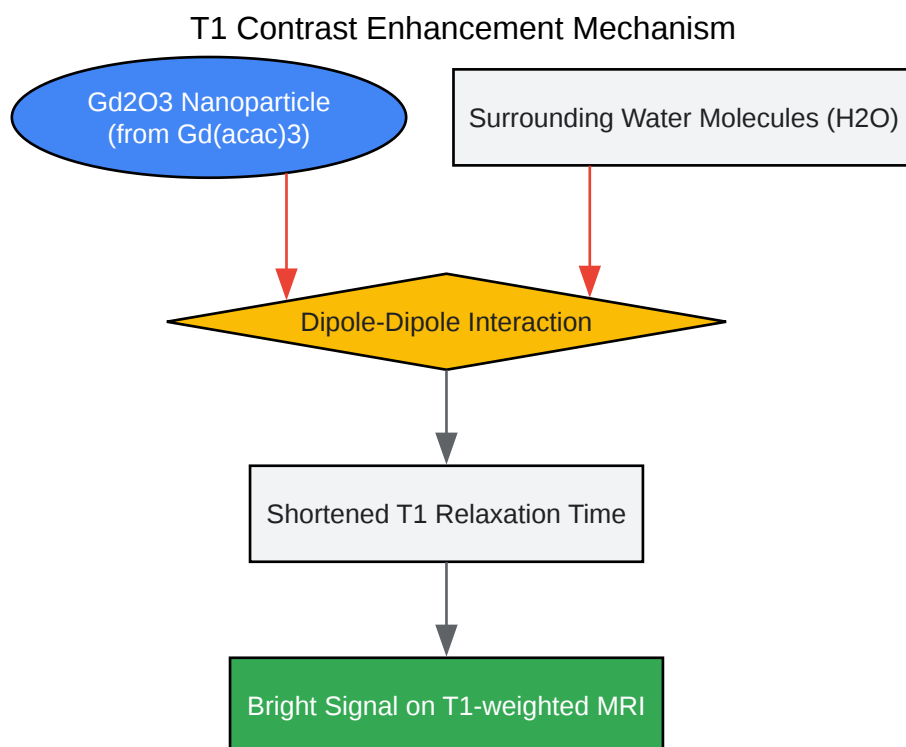 T1 Contrast Enhancement Mechanism
Gd2O3 Nanoparticle
(from Gd(acac)3)
Surrounding Water Molecules (H2O)
Dipole-Dipole Interaction
Shortened T1 Relaxation Time
Bright Signal on T1-weighted MRI